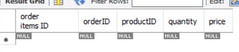 Result Grid Filter Rows: Edit:
order items ID orderID productID quantity price
NULL NULL NULL NULL NULL